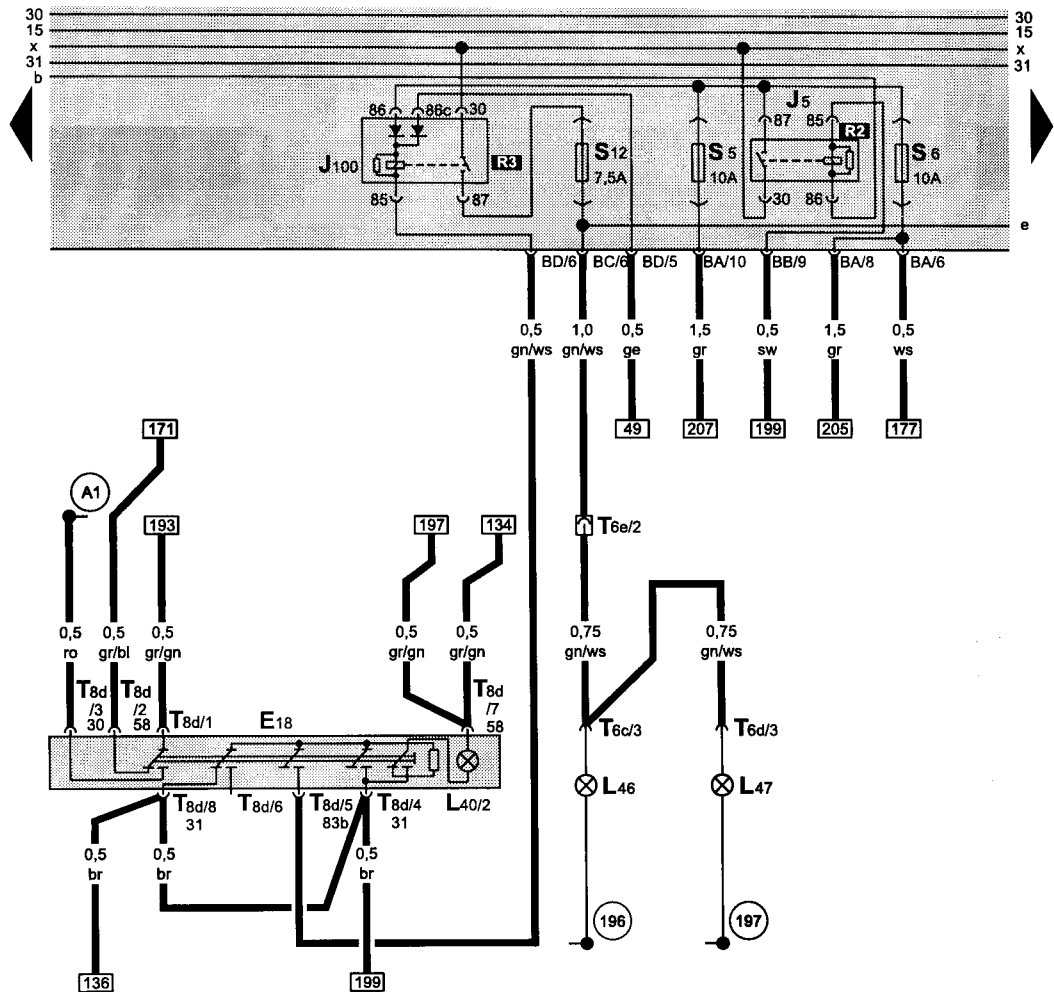 30 30
15 15
x x
31 31
b
86 86c 30 J5
87 85 R2
J100 R3 S12 S5 S6
7,5A 10A 10A
85 87 30 86
e
BD/6 BC/6 BD/5 BA/10 BB/9 BA/8 BA/6
0,5 1,0 0,5 1,5 0,5 1,5 0,5
gn/ws gn/ws ge gr sw gr ws
49 207 199 205 177
171
A1
193 197 134
T6e/2
0,5 0,5 0,5 0,5 0,5 0,75 0,75
ro gr/bl gr/gn gr/gn gr/gn gn/ws gn/ws
T8d T8d T8d
/3 /2 /7
30 58 T8d/1 E18 58 T6c/3 T6d/3
L46 L47
T8d/8 T8d/6 T8d/5 T8d/4 L40/2
31 83b 31
0,5 0,5 0,5
br br br
196 197
136 199